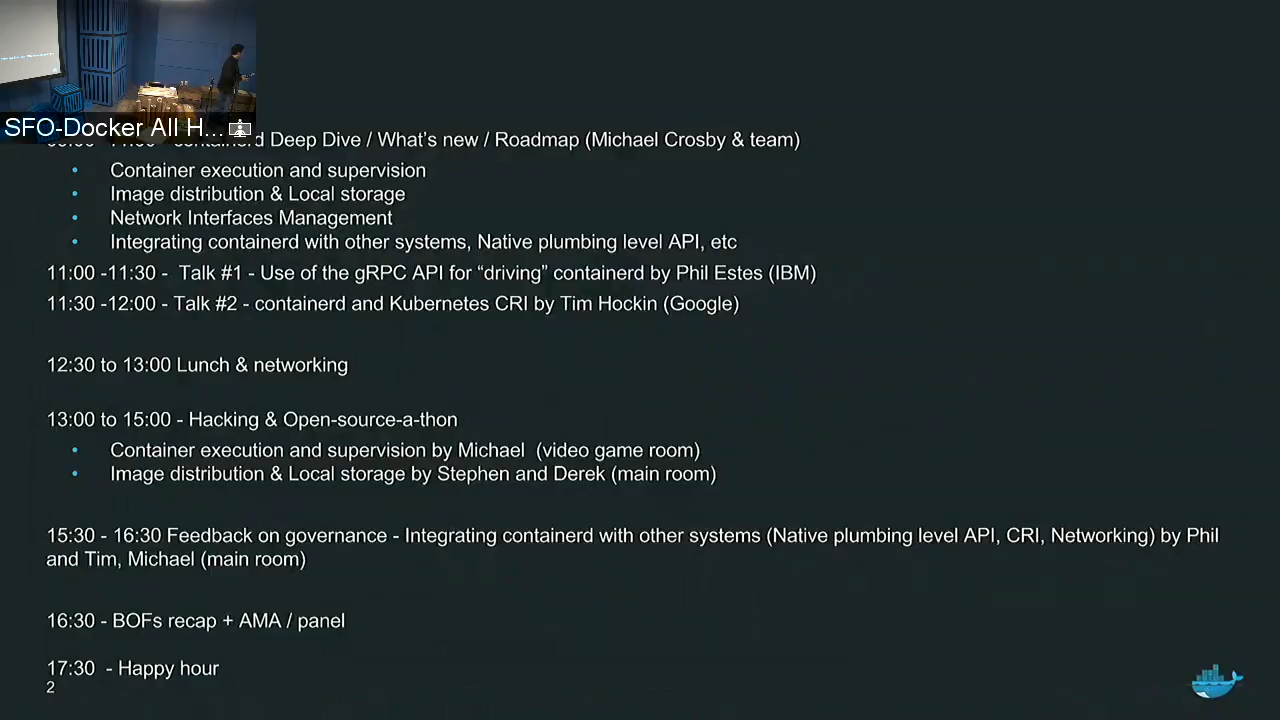 SFO-Docker All H...
containerd Deep Dive / What's new / Roadmap (Michael Crosby & team)
• Container execution and supervision
• Image distribution & Local storage
• Network Interfaces Management
• Integrating containerd with other systems, Native plumbing level API, etc
11:00 -11:30 - Talk #1 - Use of the gRPC API for “driving” containerd by Phil Estes (IBM)
11:30 -12:00 - Talk #2 - containerd and Kubernetes CRI by Tim Hockin (Google)
12:30 to 13:00 Lunch & networking
13:00 to 15:00 - Hacking & Open-source-a-thon
• Container execution and supervision by Michael (video game room)
• Image distribution & Local storage by Stephen and Derek (main room)
15:30 - 16:30 Feedback on governance - Integrating containerd with other systems (Native plumbing level API, CRI, Networking) by Phil
and Tim, Michael (main room)
16:30 - BOFs recap + AMA / panel
17:30 - Happy hour
2